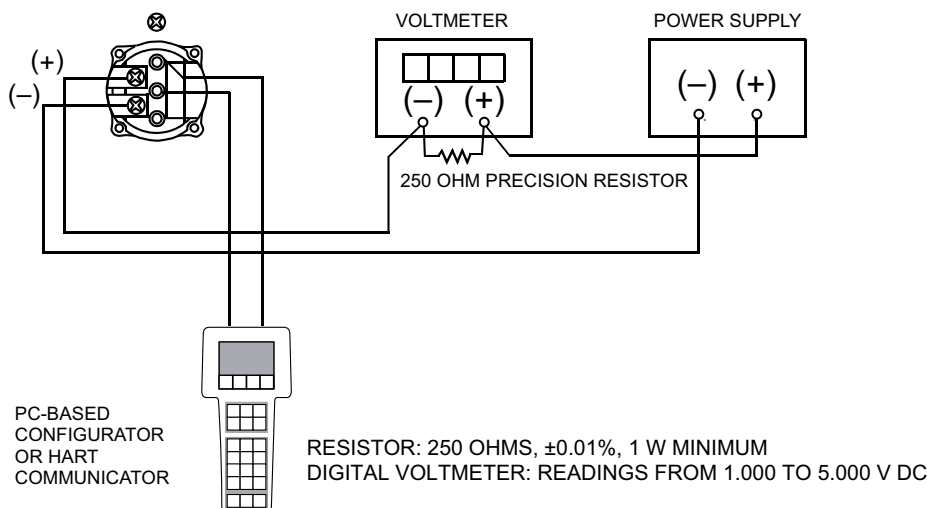 VOLTMETER
POWER SUPPLY
(+)
(–)
(–) (+)
(–) (+)
250 OHM PRECISION RESISTOR
PC-BASED
CONFIGURATOR
OR HART
COMMUNICATOR
RESISTOR: 250 OHMS, ±0.01%, 1 W MINIMUM
DIGITAL VOLTMETER: READINGS FROM 1.000 TO 5.000 V DC